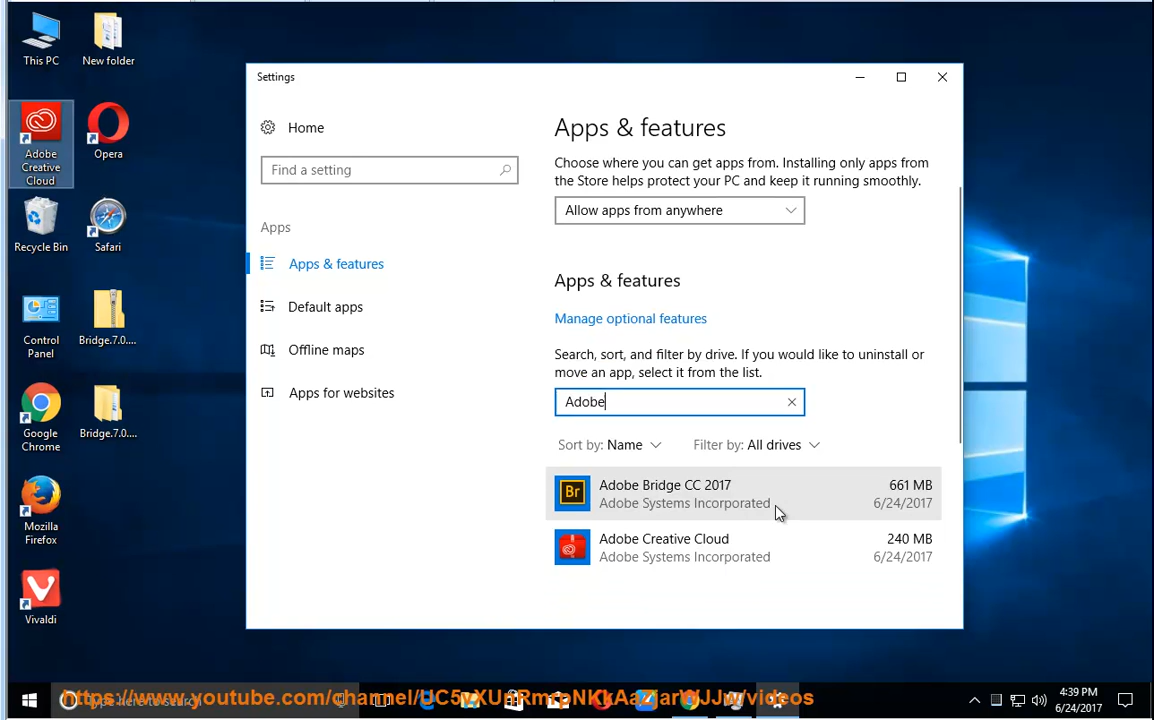 This PC
New folder
Adobe
Creative
Cloud
Opera
Recycle Bin
Safari
Control
Panel
Bridge.7.0....
Google
Chrome
Bridge.7.0....
Mozilla
Firefox
Vivaldi
Settings
Home
Find a setting
Apps
Apps & features
Default apps
Offline maps
Apps for websites
Apps & features
Choose where you can get apps from. Installing only apps from
the Store helps protect your PC and keep it running smoothly.
Allow apps from anywhere
Apps & features
Manage optional features
Search, sort, and filter by drive. If you would like to uninstall or
move an app, select it from the list.
Adobe
Sort by: Name Filter by: All drives
Br
Adobe Bridge CC 2017 661 MB
Adobe Systems Incorporated 6/24/2017
Adobe Creative Cloud 240 MB
Adobe Systems Incorporated 6/24/2017
4:39 PM
6/24/2017